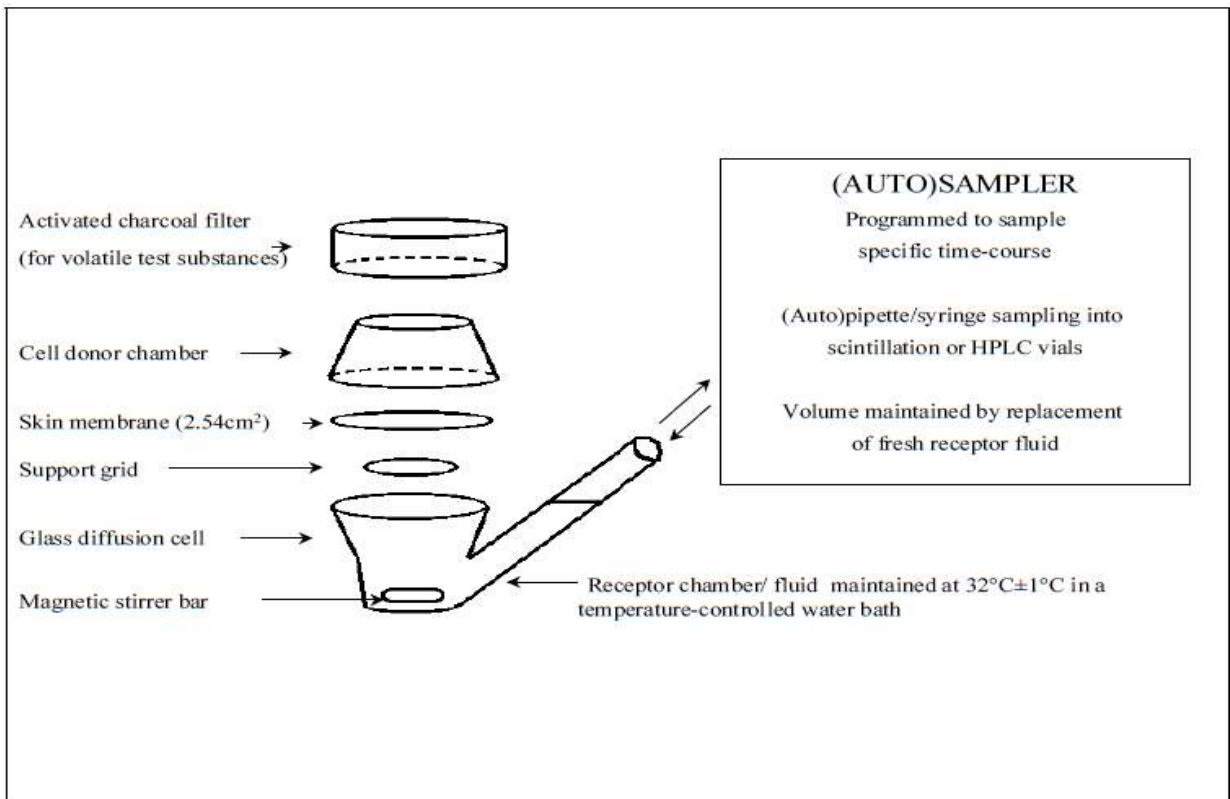 Activated charcoal filter
(for volatile test substances)
Cell donor chamber
Skin membrane (2.54cm²)
Support grid
Glass diffusion cell
Magnetic stirrer bar
(AUTO)SAMPLER
Programmed to sample
specific time-course
(Auto)pipette/syringe sampling into
scintillation or HPLC vials
Volume maintained by replacement
of fresh receptor fluid
Receptor chamber/ fluid maintained at 32°C±1°C in a
temperature-controlled water bath